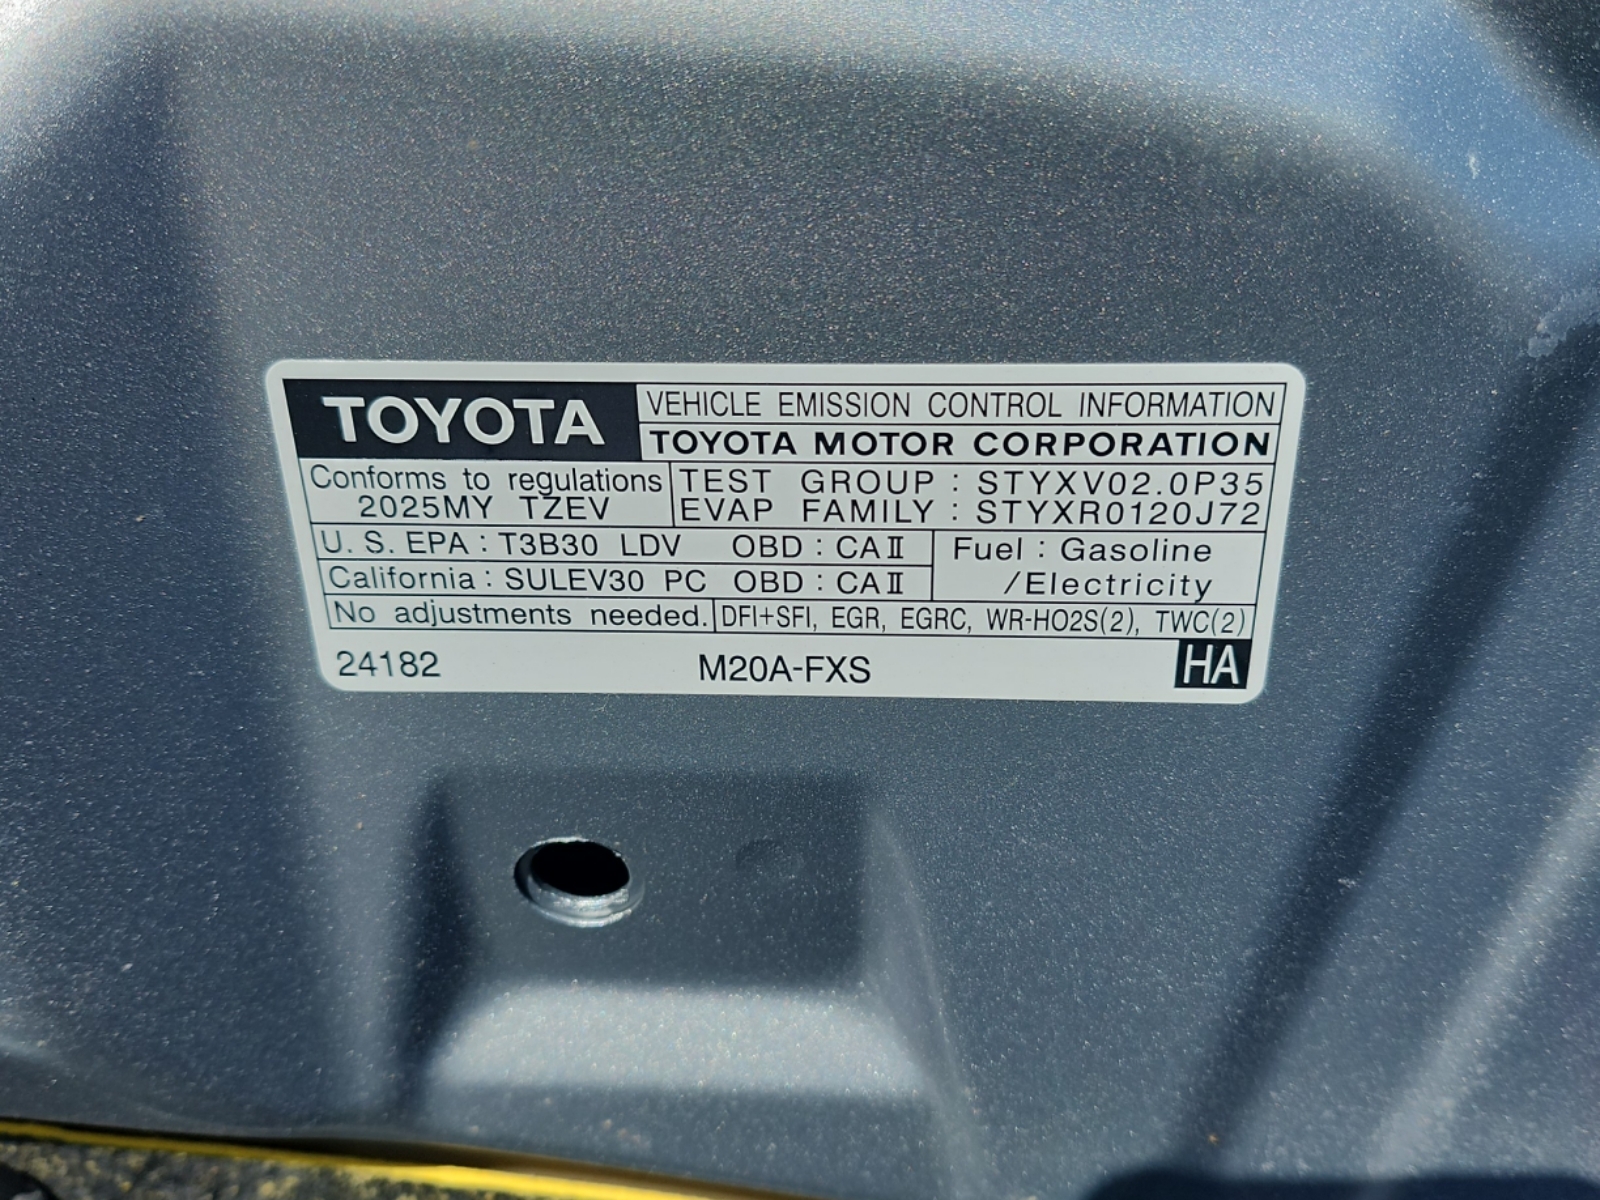 TOYOTA
VEHICLE EMISSION CONTROL INFORMATION
TOYOTA MOTOR CORPORATION
Conforms to regulations
2025MY TZEV
TEST GROUP : STYXV02.0P35
EVAP FAMILY : STYXR0120J72
U. S. EPA : T3B30 LDV OBD : CAⅡ
California : SULEV30 PC OBD : CAⅡ
Fuel : Gasoline
/Electricity
No adjustments needed.
DFI+SFI, EGR, EGRC, WR-HO2S(2), TWC(2)
24182
M20A-FXS
HA